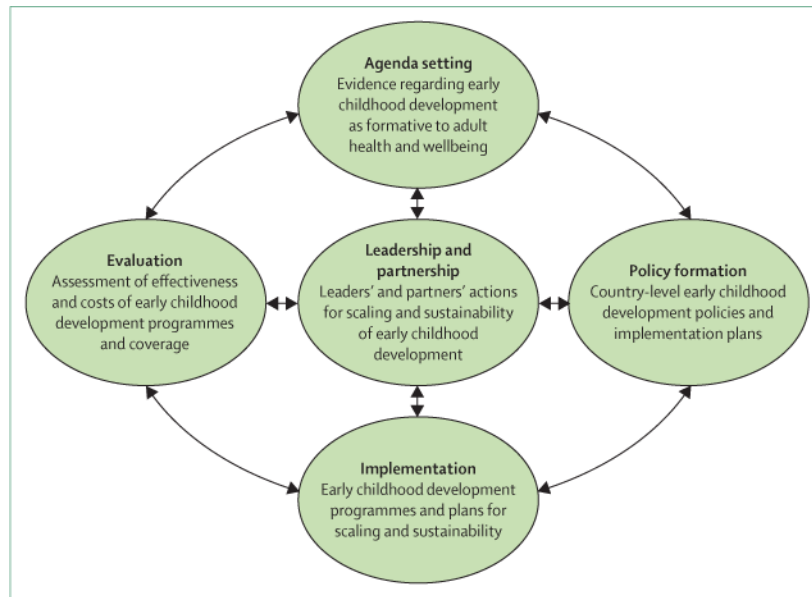 Agenda setting
Evidence regarding early
childhood development
as formative to adult
health and wellbeing
Evaluation
Assessment of effectiveness
and costs of early childhood
development programmes
and coverage
Leadership and
partnership
Leaders’ and partners’ actions
for scaling and sustainability
of early childhood
development
Policy formation
Country-level early childhood
development policies and
implementation plans
Implementation
Early childhood development
programmes and plans for
scaling and sustainability